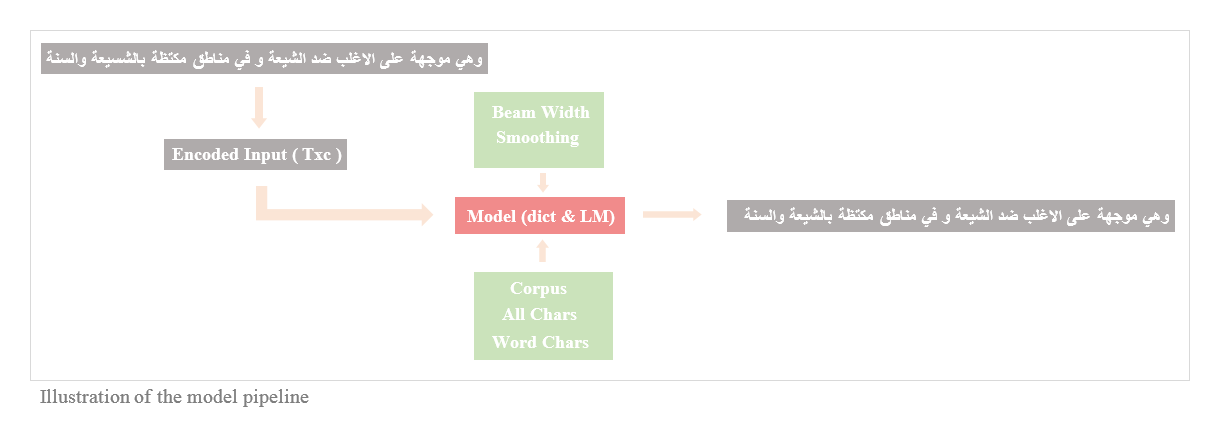 وهي موجهة على الاغلب ضد الشيعة و في مناطق مكتظة بالشسيعة والسنة
Beam Width
Smoothing
Encoded Input ( Txc )
Model (dict & LM)
وهي موجهة على الاغلب ضد الشيعة و في مناطق مكتظة بالشيعة والسنة
Corpus
All Chars
Word Chars
Illustration of the model pipeline